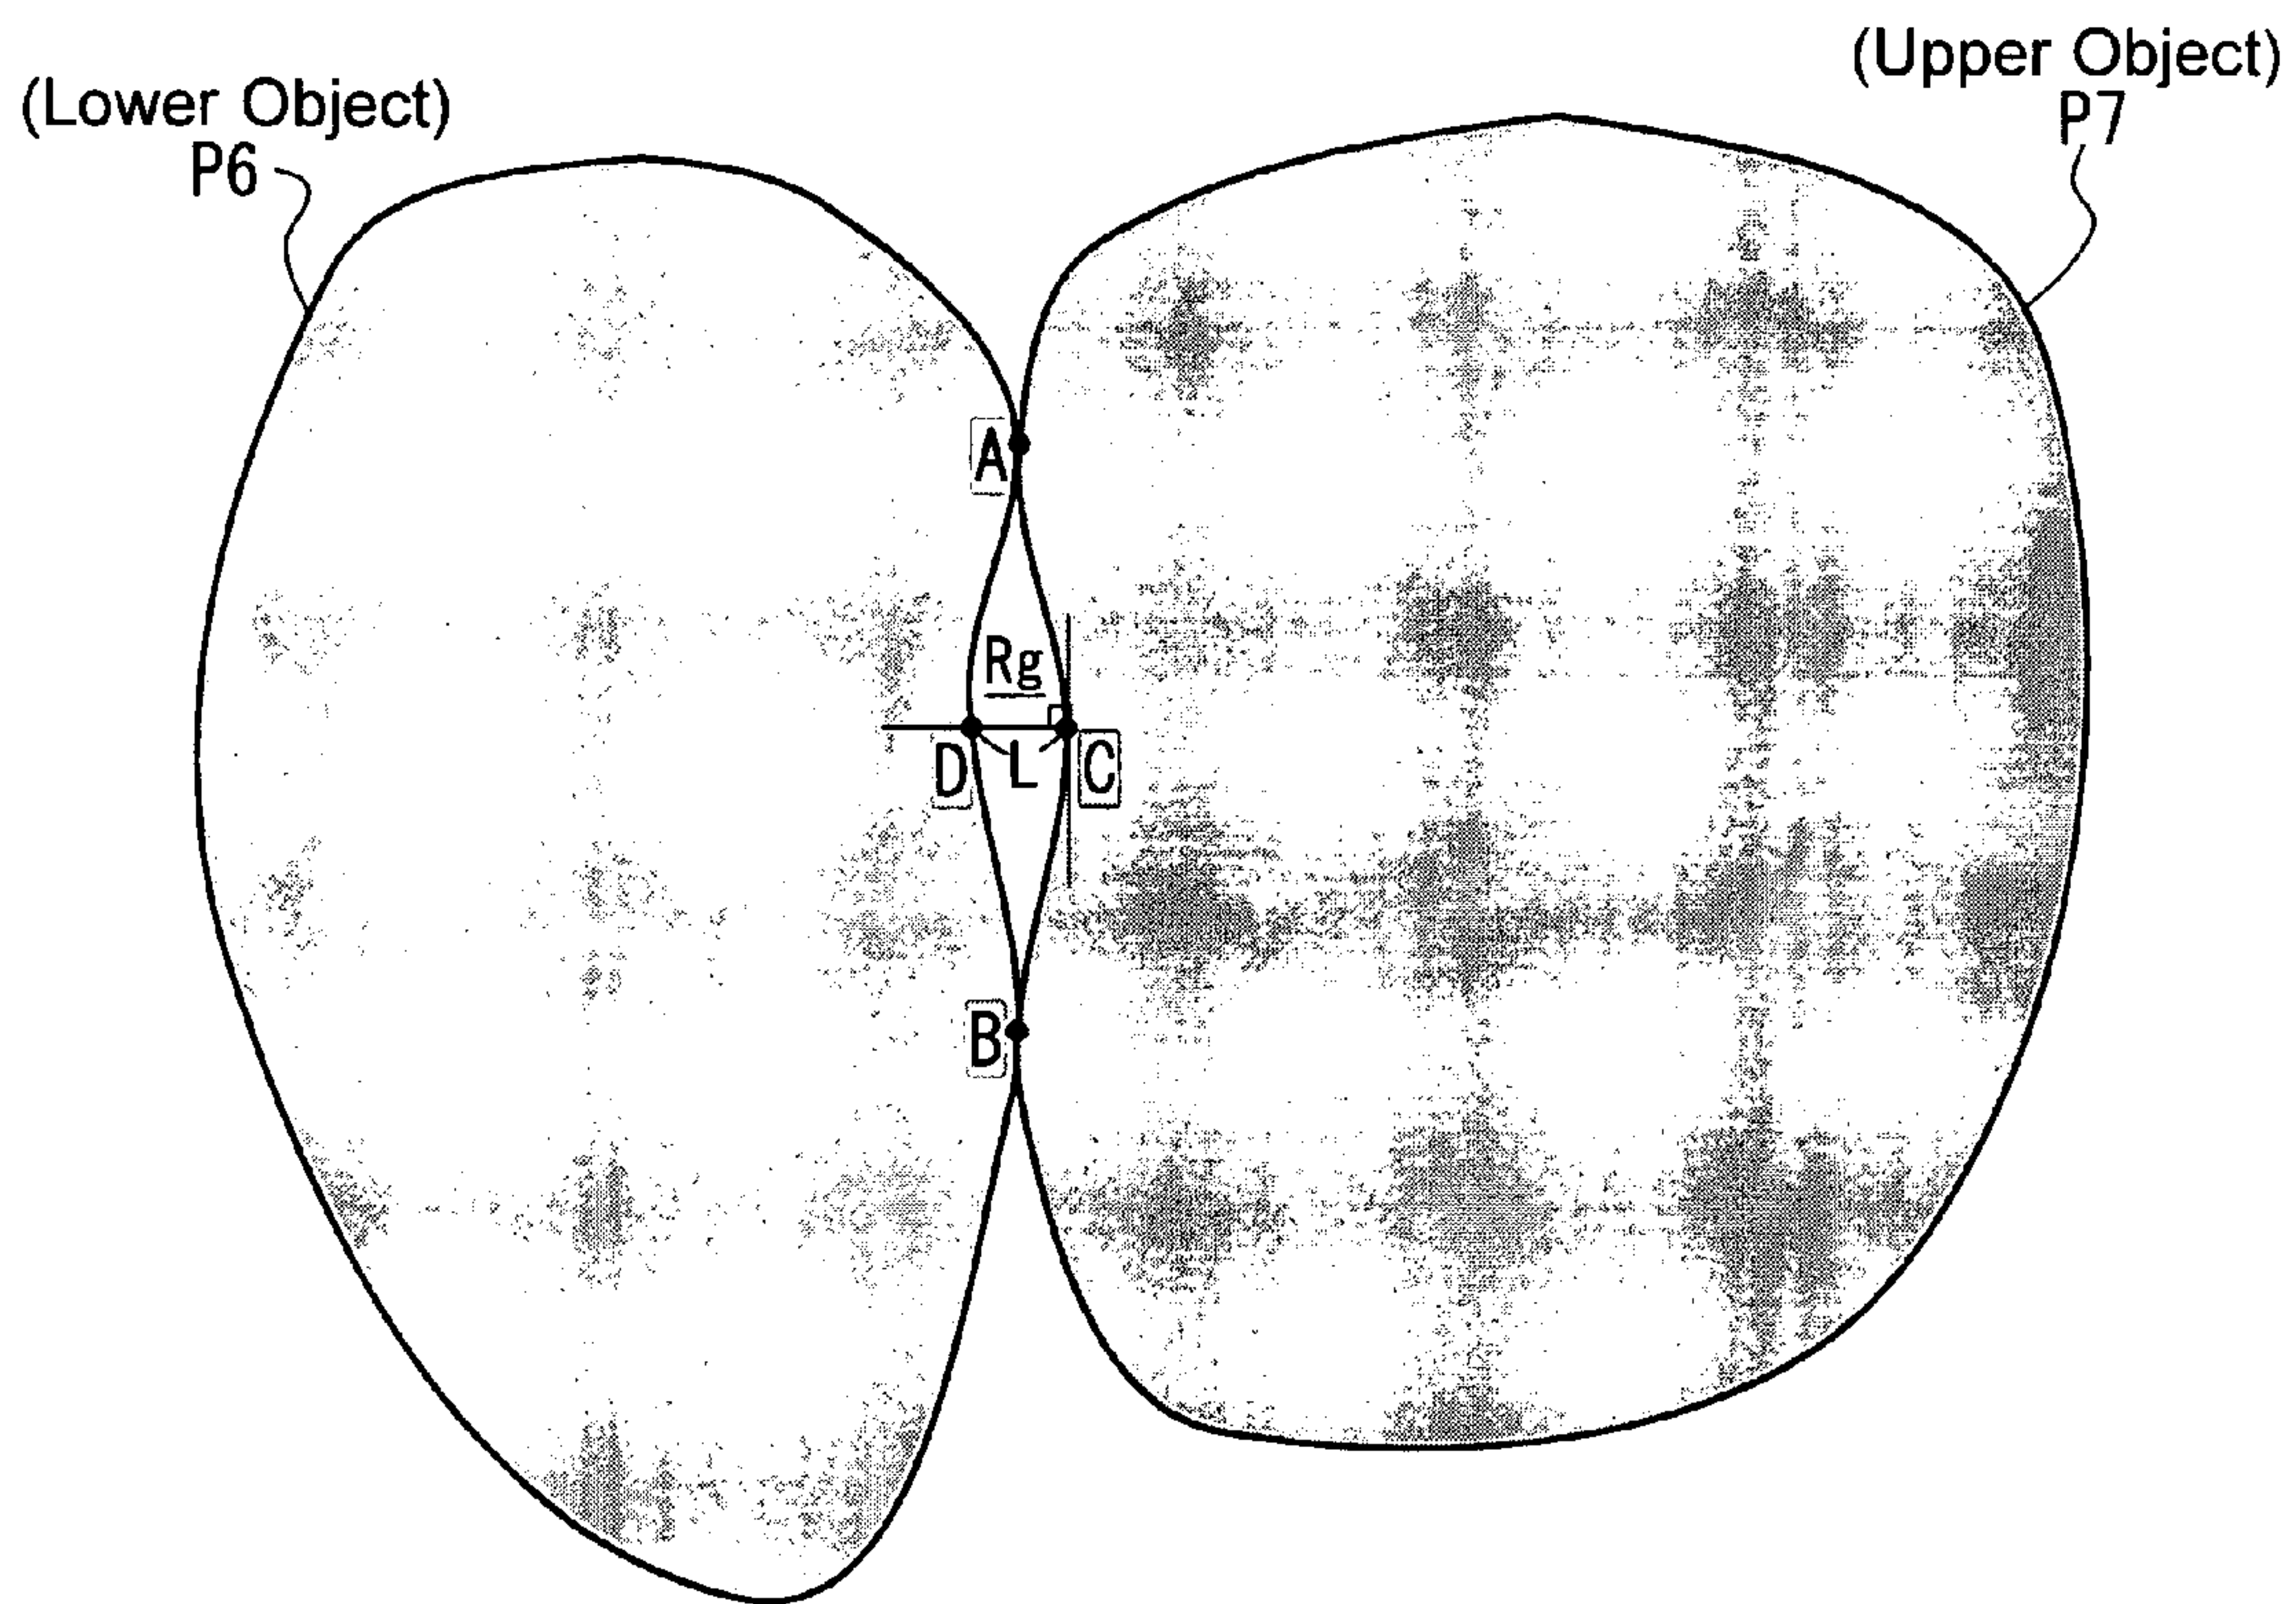 (Upper Object)
P7
(Lower Object)
P6
A
Rg
D
L
C
B